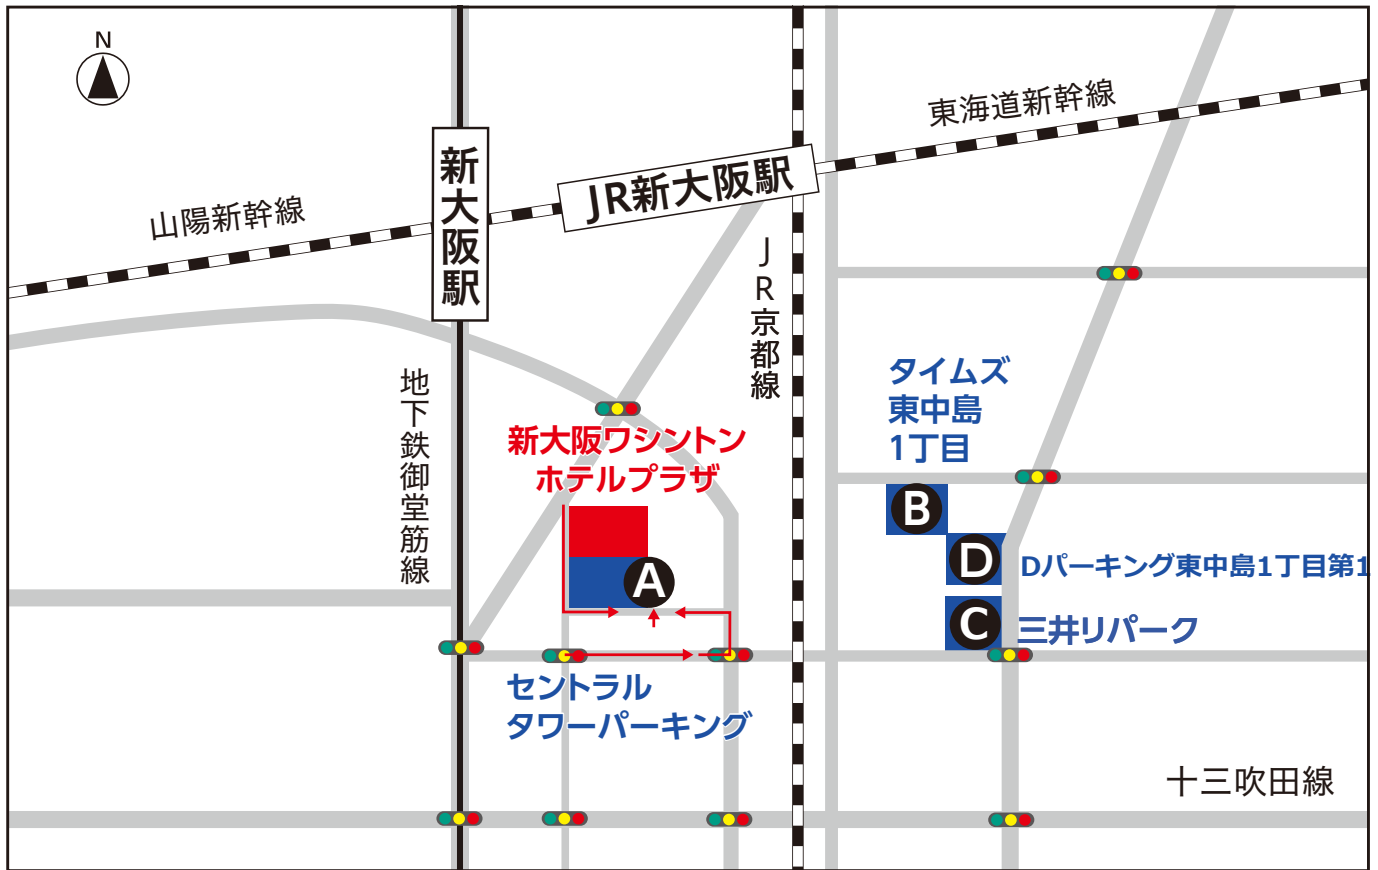 N
東海道新幹線
新大阪駅
JR新大阪駅
山陽新幹線
JR京都線
タイムズ
東中島
1丁目
地下鉄御堂筋線
新大阪ワシントン
ホテルプラザ
B
D
Dパーキング東中島1丁目第1
A
C
三井リパーク
セントラル
タワーパーキング
十三吹田線